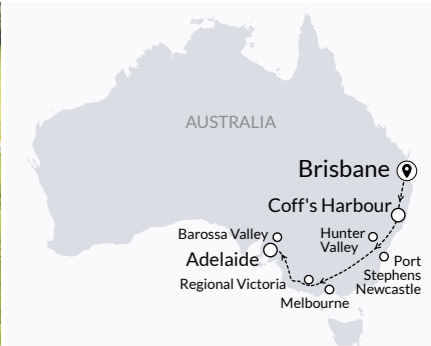 AUSTRALIA
Brisbane
Coff's Harbour
Barossa Valley
Hunter
Valley
Adelaide
Port
Stephens
Newcastle
Regional Victoria
Melbourne